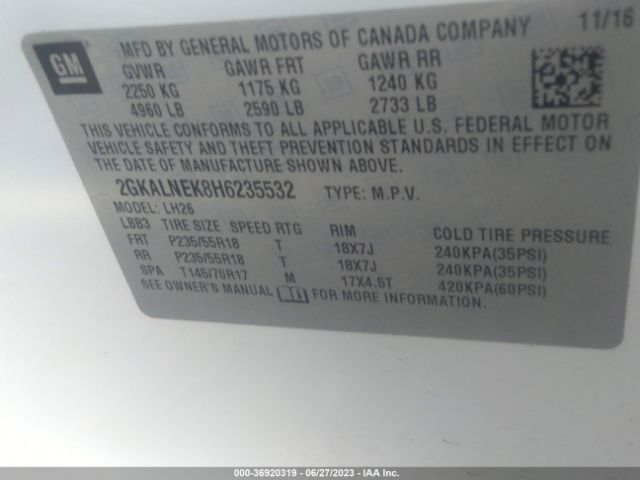 11/16
GM
MFD BY GENERAL MOTORS OF CANADA COMPANY
GVWR GAWR FRT GAWR RR
2250 KG 1175 KG 1240 KG
4960 LB 2590 LB 2733 LB
THIS VEHICLE CONFORMS TO ALL APPLICABLE U.S. FEDERAL MOTOR
VEHICLE SAFETY AND THEFT PREVENTION STANDARDS IN EFFECT ON
THE DATE OF MANUFACTURE SHOWN ABOVE.
2GKALNEK8H6235532 TYPE: M.P.V.
MODEL: LH26
LBB3 TIRE SIZE SPEED RTG RIM COLD TIRE PRESSURE
FRT P235/55R18 T 18X7J 240KPA(35PSI)
RR P235/55R18 T 18X7J 240KPA(35PSI)
SPA T145/70R17 M 17X4.5T 420KPA(60PSI)
SEE OWNER'S MANUAL FOR MORE INFORMATION.
000-36920319 - 06/27/2023 - IAA Inc.